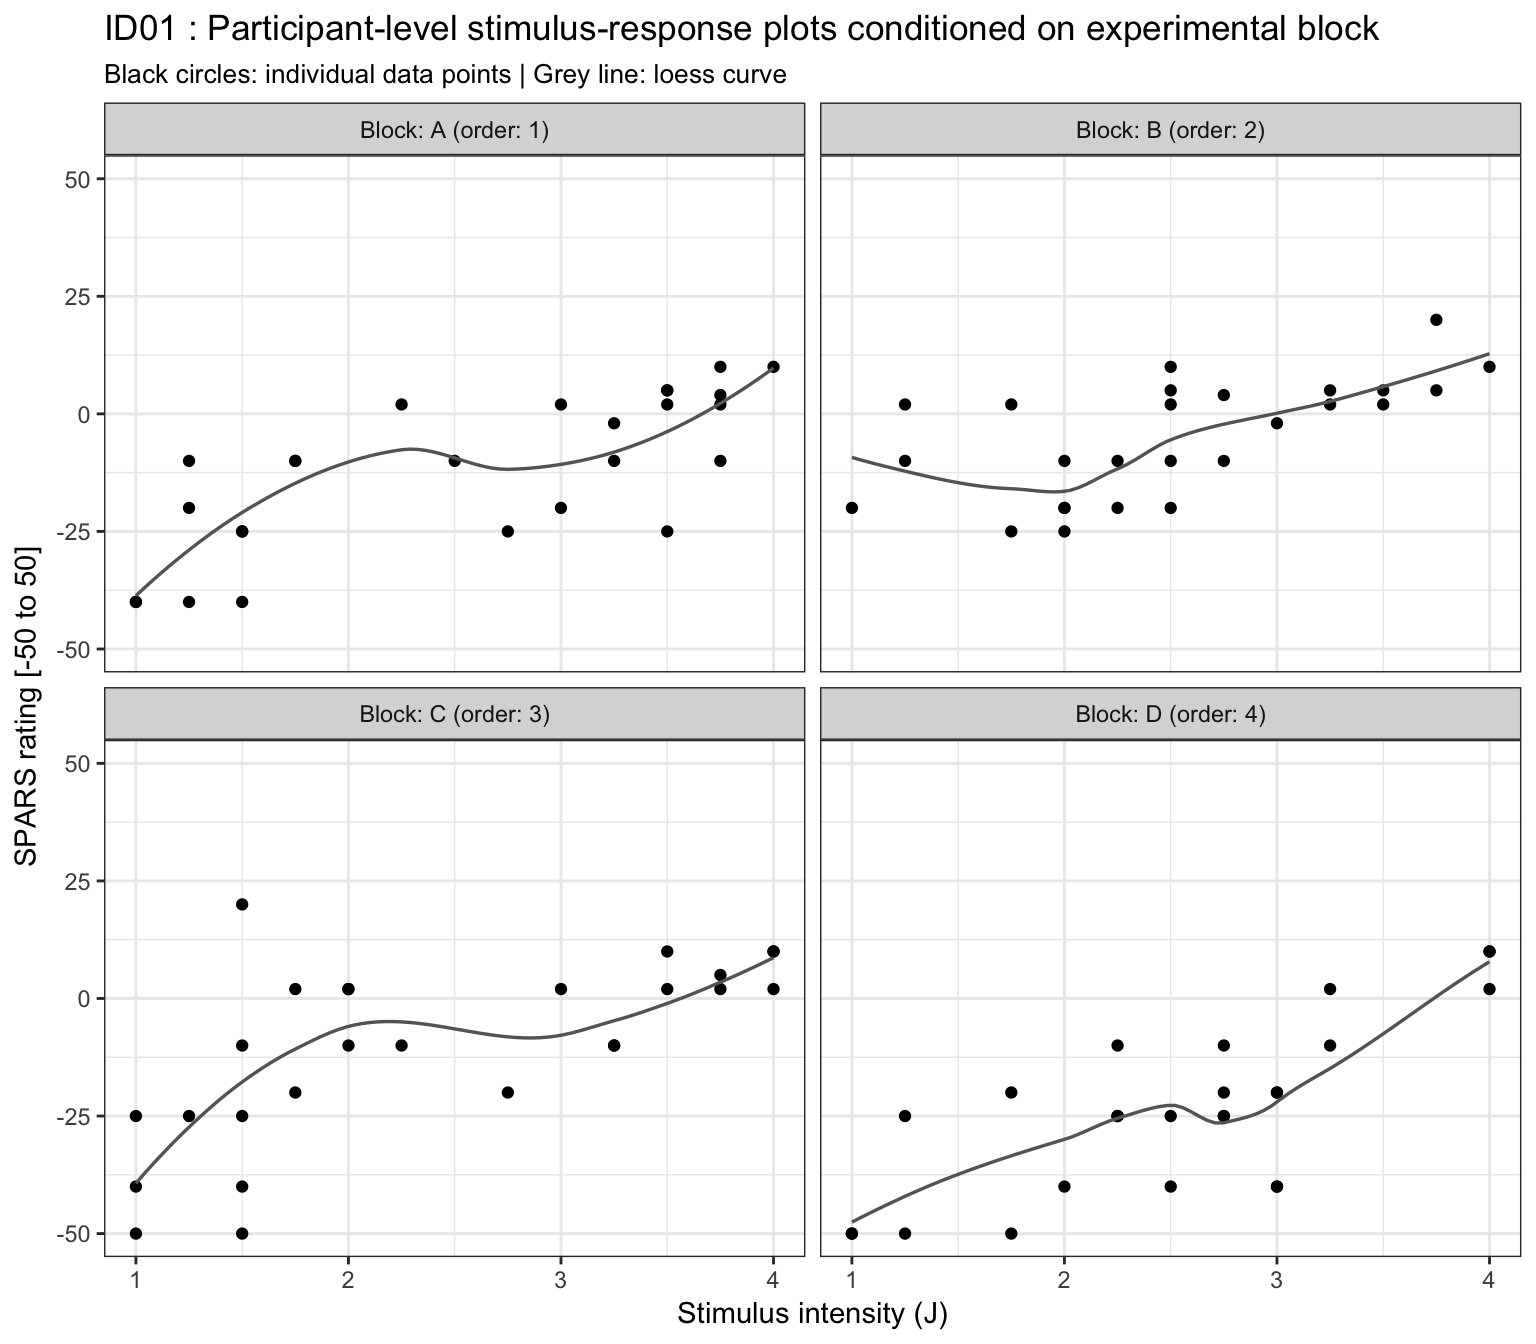 ID01 : Participant-level stimulus-response plots conditioned on experimental block
Black circles: individual data points | Grey line: loess curve
Block: A (order: 1)
Block: B (order: 2)
50
25
0
-25
-50
Block: C (order: 3)
Block: D (order: 4)
50
25
0
-25
-50
SPARS rating [-50 to 50]
1
2
3
4
1
2
3
4
Stimulus intensity (J)